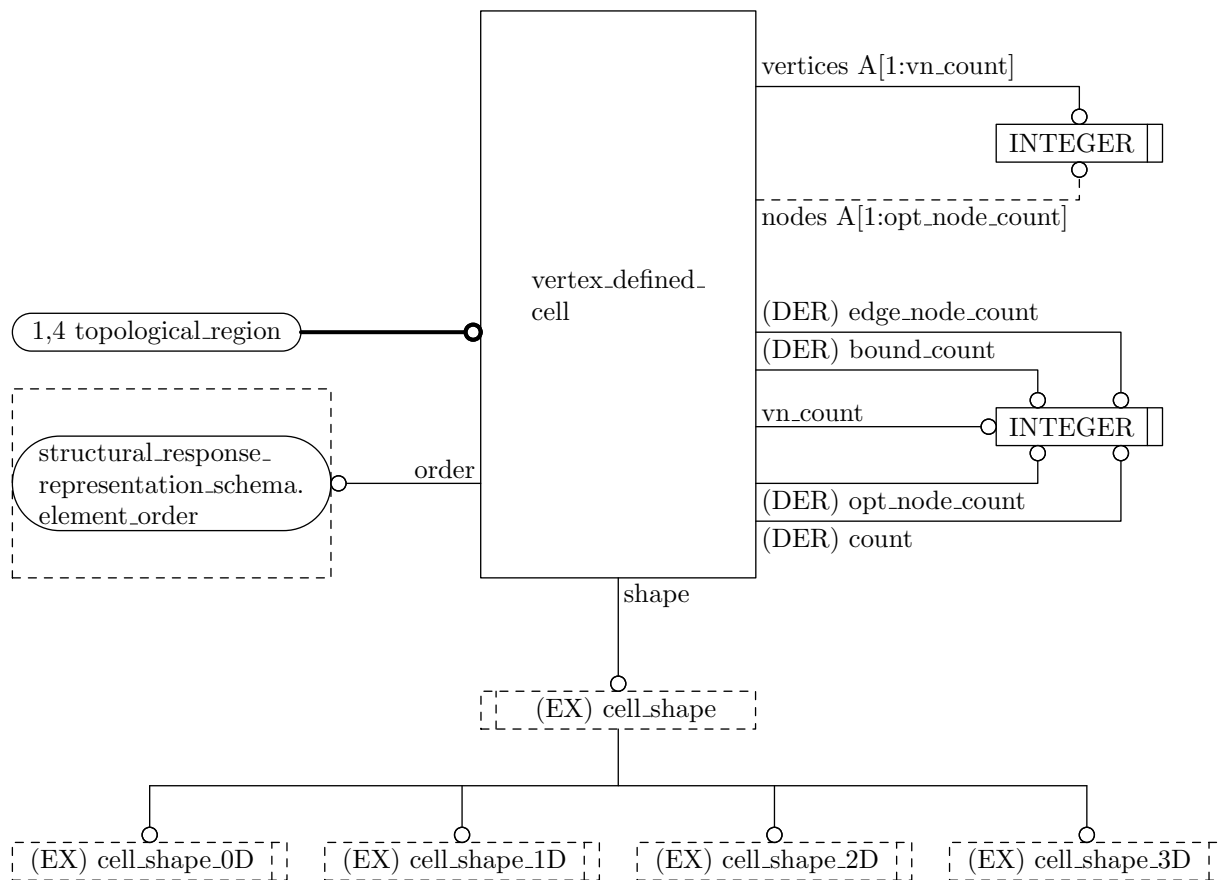 vertices A[1:vn_count]
INTEGER
nodes A[1:opt_node_count]
vertex_defined_
cell
1,4 topological_region
(DER) edge_node_count
(DER) bound_count
vn_count
INTEGER
structural_response_
representation_schema.
element_order
order
(DER) opt_node_count
(DER) count
shape
(EX) cell_shape
(EX) cell_shape_0D
(EX) cell_shape_1D
(EX) cell_shape_2D
(EX) cell_shape_3D